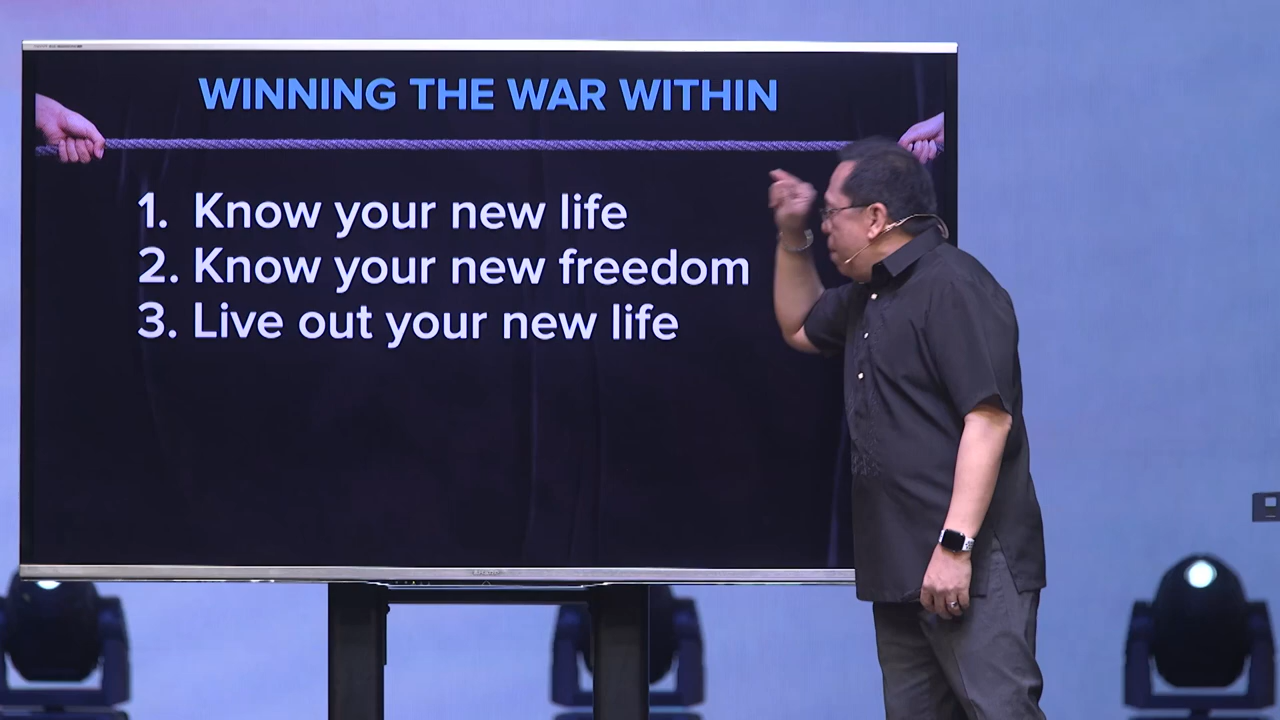 WINNING THE WAR WITHIN
1. Know your new life
2. Know your new freedom
3. Live out your new life